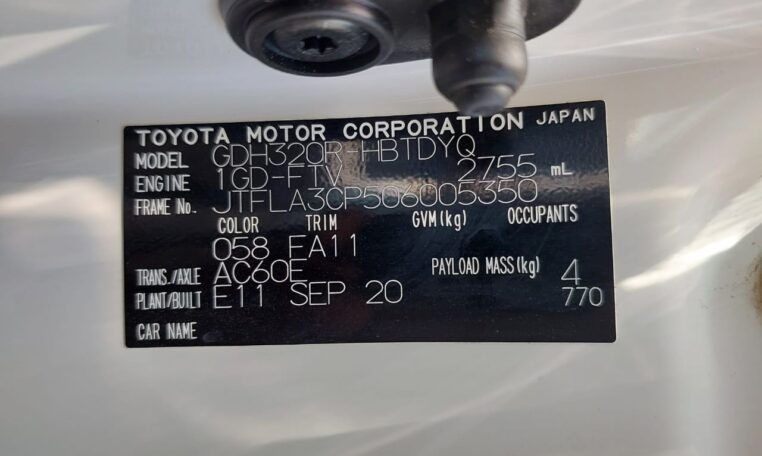 TOYOTA MOTOR CORPORATION JAPAN
MODEL GDH320R-HBTDYQ
ENGINE 1GD-FTV 2755 mL
FRAME No. JTFLA3CP506005350
COLOR TRIM GVM(kg) OCCUPANTS
058 EA11
TRANS./AXLE AC60E PAYLOAD MASS(kg) 4
PLANT/BUILT E11 SEP 20 770
CAR NAME